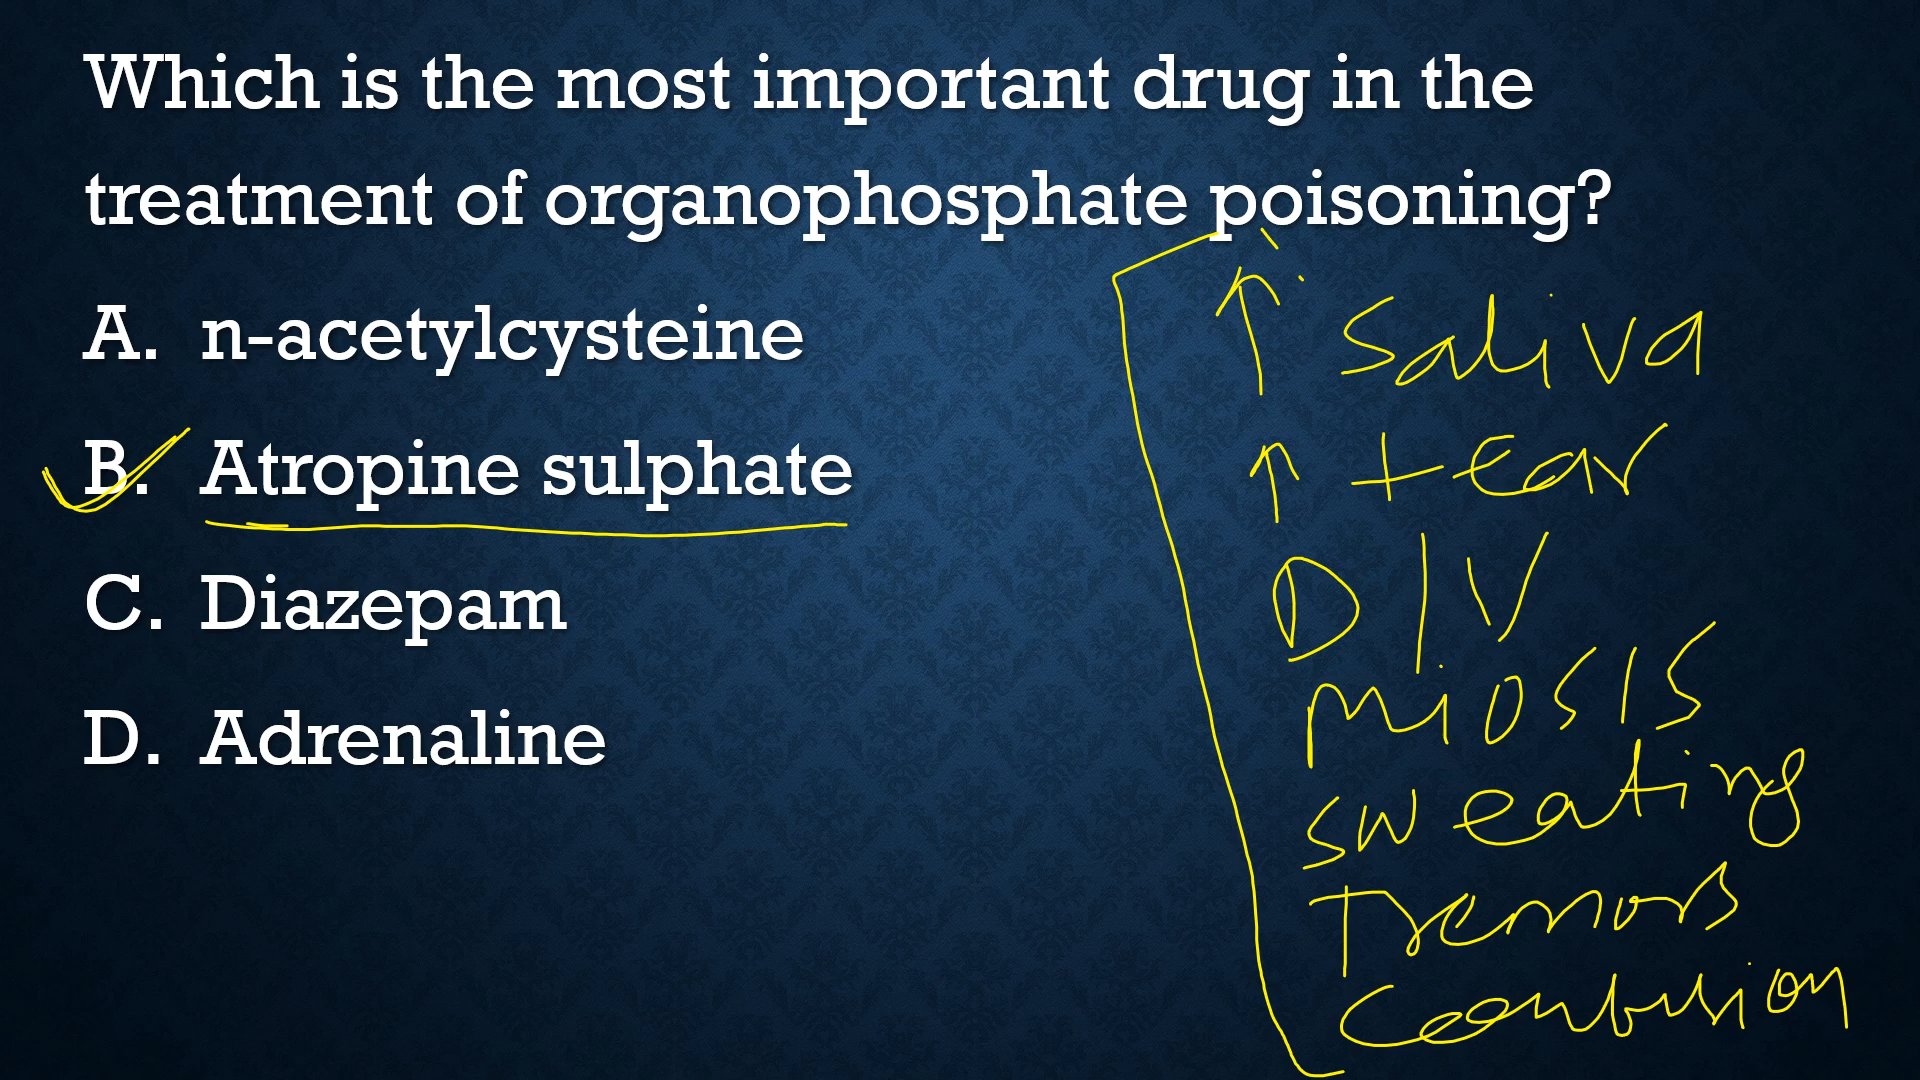 Which is the most important drug in the
treatment of organophosphate poisoning?
A. n-acetylcysteine
B. Atropine sulphate
C. Diazepam
D. Adrenaline
↑ Saliva
↑ tear
D/V
miosis
sweating
Tremors